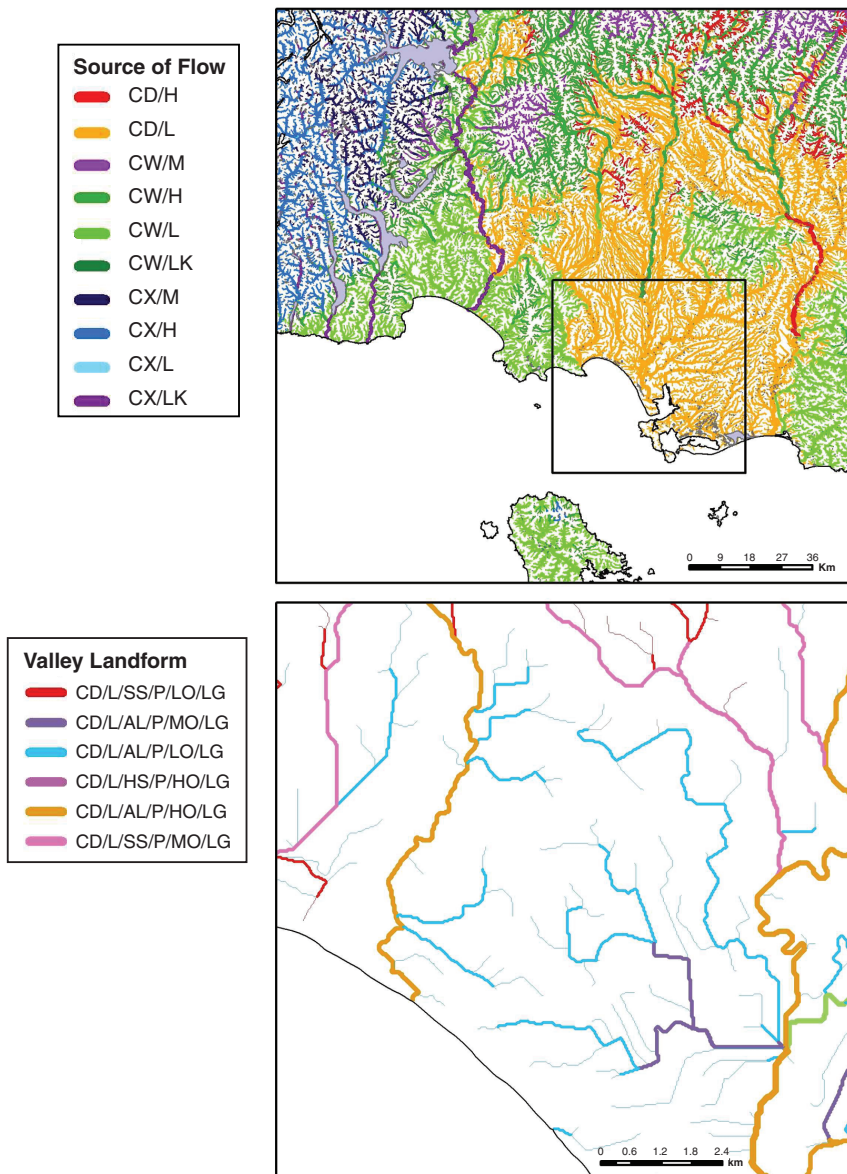 Source of Flow
CD/H
CD/L
CW/M
CW/H
CW/L
CW/LK
CX/M
CX/H
CX/L
CX/LK
0 9 18 27 36
Km
Valley Landform
CD/L/SS/P/LO/LG
CD/L/AL/P/MO/LG
CD/L/AL/P/LO/LG
CD/L/HS/P/HO/LG
CD/L/AL/P/HO/LG
CD/L/SS/P/MO/LG
0 0.6 1.2 1.8 2.4
km